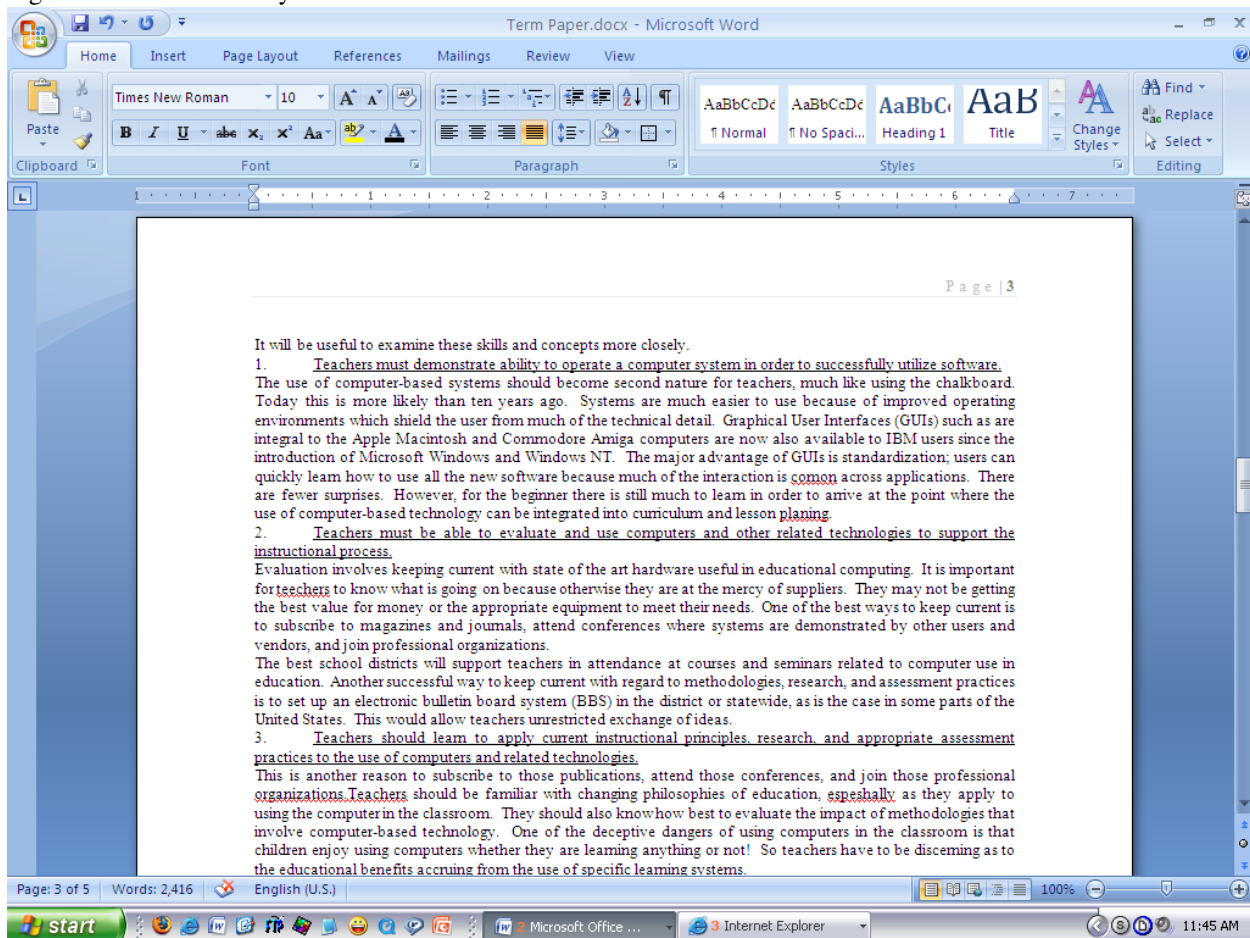 Term Paper.docx - Microsoft Word
Home Insert Page Layout References Mailings Review View
Paste
Times New Roman 10
B I U abc X₂ X² Aa ab A
AaBbCcDd AaBbCcDd AaBbC AaB
¶ Normal ¶ No Spaci... Heading 1 Title
Change Styles
Find
Replace
Select
Clipboard Font Paragraph Styles Editing
L 1 1 2 3 4 5 6 7
Page | 3
It will be useful to examine these skills and concepts more closely.
1. Teachers must demonstrate ability to operate a computer system in order to successfully utilize software.
The use of computer-based systems should become second nature for teachers, much like using the chalkboard.
Today this is more likely than ten years ago. Systems are much easier to use because of improved operating
environments which shield the user from much of the technical detail. Graphical User Interfaces (GUIs) such as are
integral to the Apple Macintosh and Commodore Amiga computers are now also available to IBM users since the
introduction of Microsoft Windows and Windows NT. The major advantage of GUIs is standardization; users can
quickly learn how to use all the new software because much of the interaction is comon across applications. There
are fewer surprises. However, for the beginner there is still much to learn in order to arrive at the point where the
use of computer-based technology can be integrated into curriculum and lesson planing.
2. Teachers must be able to evaluate and use computers and other related technologies to support the
instructional process.
Evaluation involves keeping current with state of the art hardware useful in educational computing. It is important
for teechers to know what is going on because otherwise they are at the mercy of suppliers. They may not be getting
the best value for money or the appropriate equipment to meet their needs. One of the best ways to keep current is
to subscribe to magazines and journals, attend conferences where systems are demonstrated by other users and
vendors, and join professional organizations.
The best school districts will support teachers in attendance at courses and seminars related to computer use in
education. Another successful way to keep current with regard to methodologies, research, and assessment practices
is to set up an electronic bulletin board system (BBS) in the district or statewide, as is the case in some parts of the
United States. This would allow teachers unrestricted exchange of ideas.
3. Teachers should learn to apply current instructional principles, research, and appropriate assessment
practices to the use of computers and related technologies.
This is another reason to subscribe to those publications, attend those conferences, and join those professional
organizations.Teachers should be familiar with changing philosophies of education, espeshally as they apply to
using the computer in the classroom. They should also know how best to evaluate the impact of methodologies that
involve computer-based technology. One of the deceptive dangers of using computers in the classroom is that
children enjoy using computers whether they are learning anything or not! So teachers have to be discerning as to
the educational benefits accruing from the use of specific learning systems.
Page: 3 of 5 Words: 2,416 English (U.S.) 100%
start 2 Microsoft Office ... 3 Internet Explorer 11:45 AM